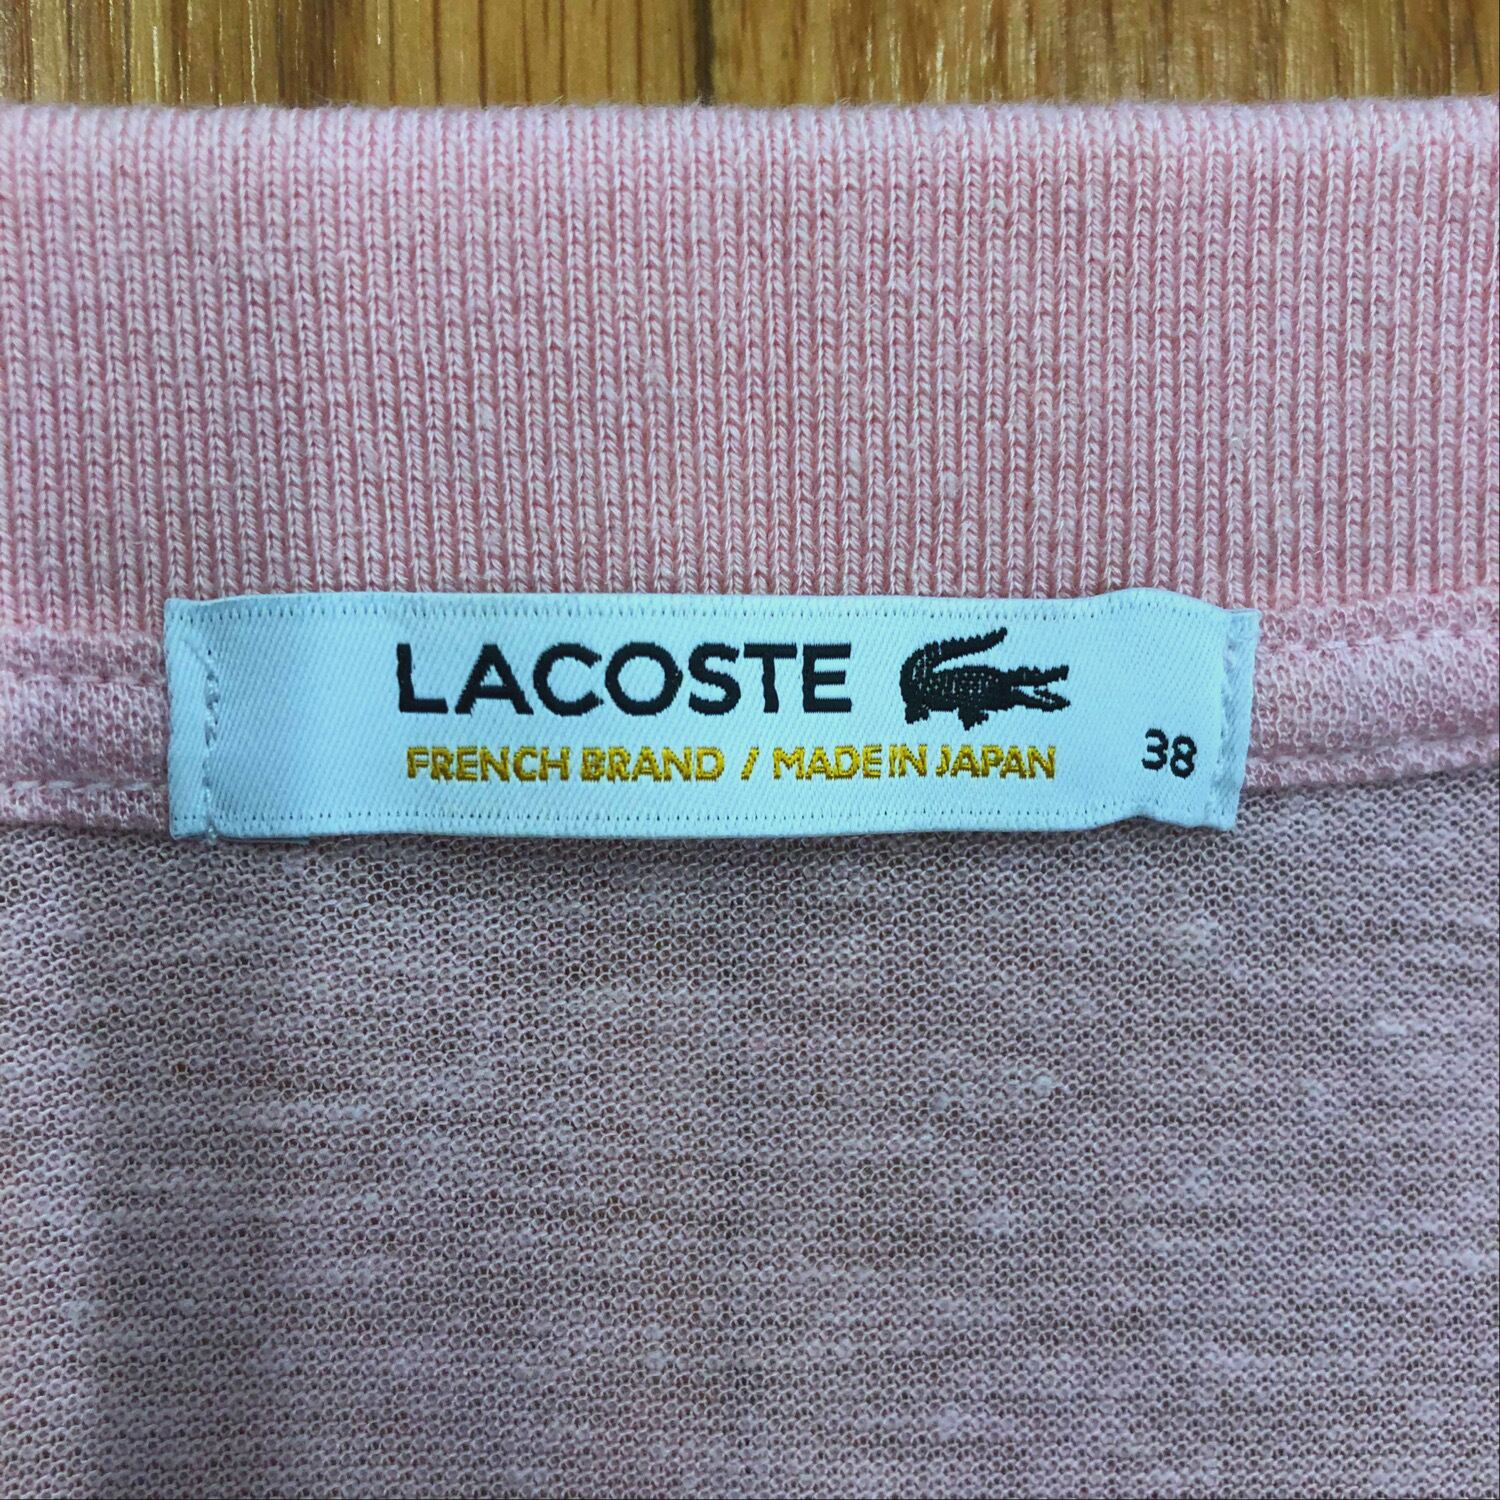 LACOSTE
FRENCH BRAND / MADE IN JAPAN
38